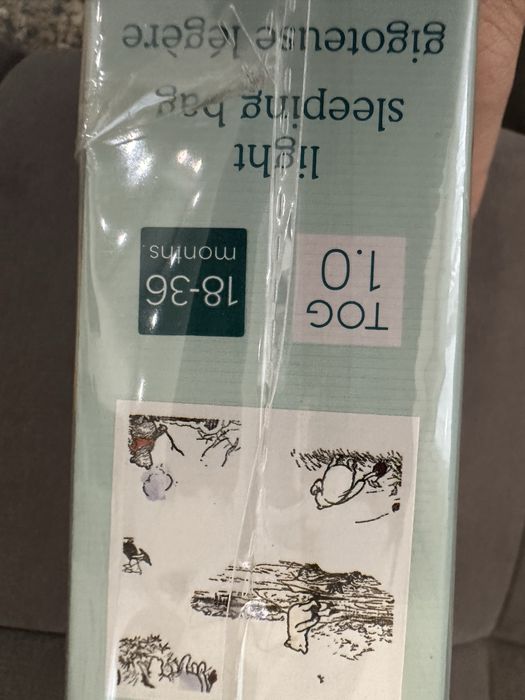 TOG
1.0
18-36
months.
light
sleeping bag
gigoteuse légère